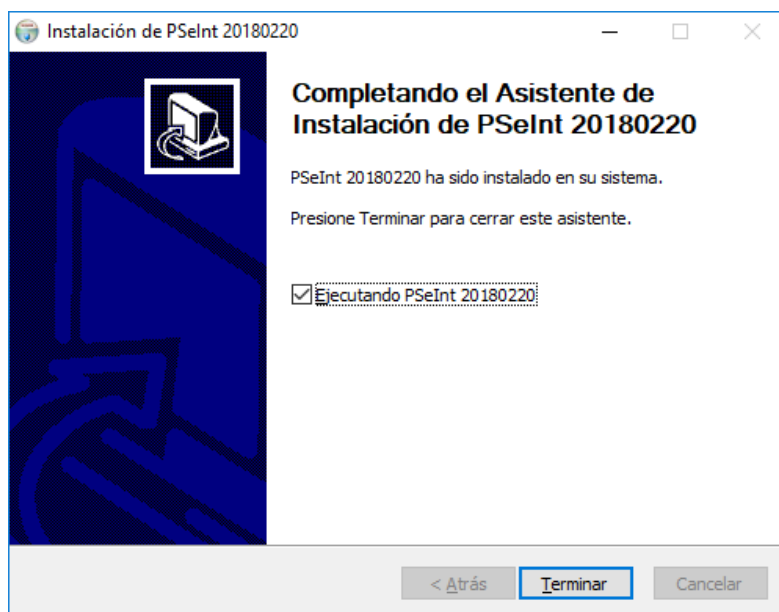 Instalación de PSeInt 20180220
Completando el Asistente de
Instalación de PSeInt 20180220
PSeInt 20180220 ha sido instalado en su sistema.
Presione Terminar para cerrar este asistente.
Ejecutando PSeInt 20180220
< Atrás
Terminar
Cancelar